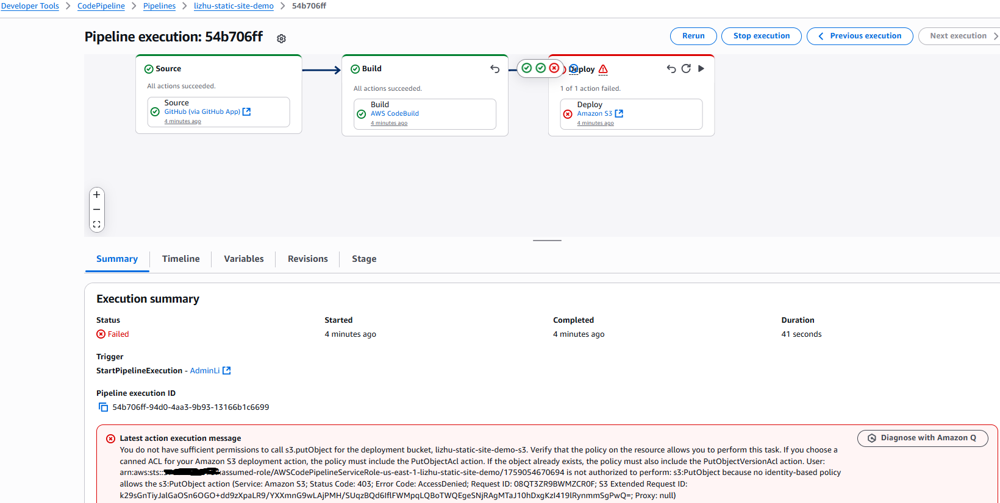 Developer Tools > CodePipeline > Pipelines > lizhu-static-site-demo > 54b706ff
Pipeline execution: 54b706ff
Rerun
Stop execution
Previous execution
Next execution
Source
All actions succeeded.
Source
GitHub (via GitHub App)
4 minutes ago
Build
All actions succeeded.
Build
AWS CodeBuild
4 minutes ago
Deploy
1 of 1 action failed.
Deploy
Amazon S3
4 minutes ago
Summary
Timeline
Variables
Revisions
Stage
Execution summary
Status
Failed
Started
4 minutes ago
Completed
4 minutes ago
Duration
41 seconds
Trigger
StartPipelineExecution - AdminLi
Pipeline execution ID
54b706ff-94d0-4aa3-9b93-13166b1c6699
Latest action execution message
Diagnose with Amazon Q
You do not have sufficient permissions to call s3.putObject for the deployment bucket, lizhu-static-site-demo-s3. Verify that the policy on the resource allows you to perform this task. If you choose a
canned ACL for your Amazon S3 deployment action, the policy must include the PutObjectAcl action. If the object already exists, the policy must also include the PutObjectVersionAcl action. User:
arn:aws:sts:: assumed-role/AWSCodePipelineServiceRole-us-east-1-lizhu-static-site-demo/1759054670694 is not authorized to perform: s3:PutObject because no identity-based policy
allows the s3:PutObject action (Service: Amazon S3; Status Code: 403; Error Code: AccessDenied; Request ID: 08QT3ZR9BWMZCR0F; S3 Extended Request ID:
k29sGnTiyJalGaOSn6OGO+dd9zXpaLR9/YXXmnG9wLAjPMH/SUqzBQd6IflFWMpqLQBoTWQEgeSNjRAgMTaJ10hDxgKzI419lRynmmSgPwQ=; Proxy: null)